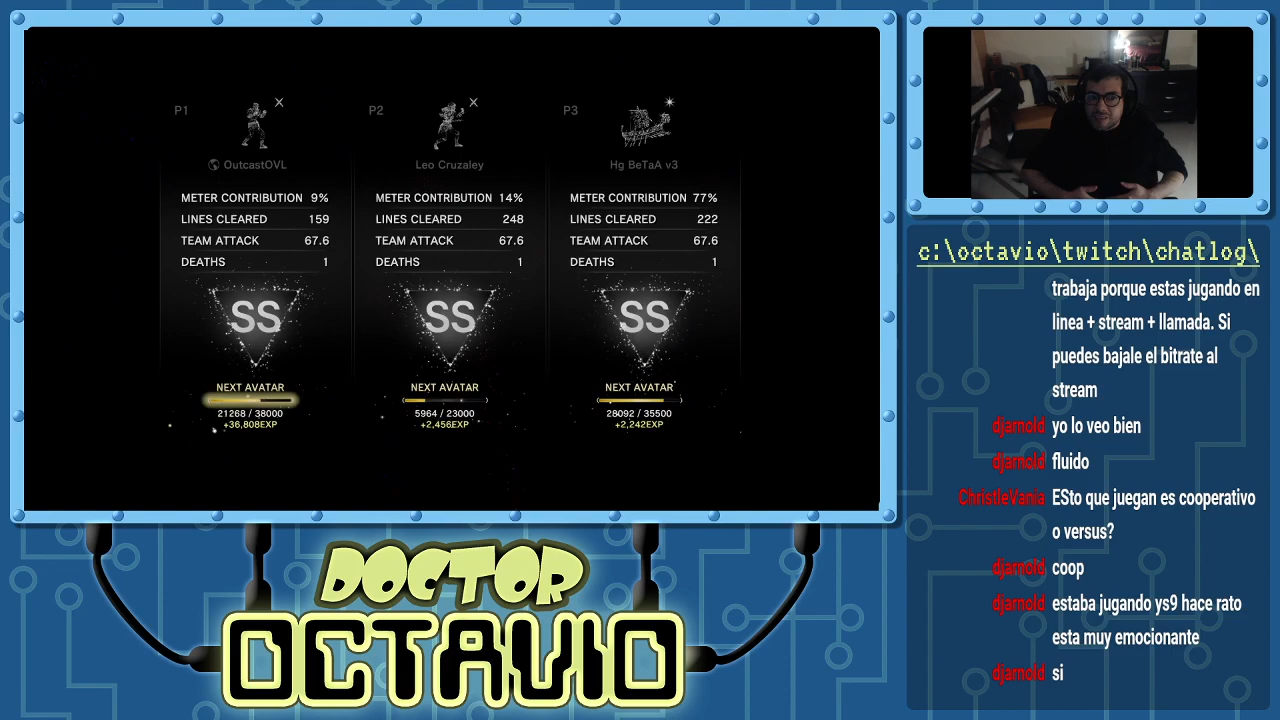 P1
OutcastOVL
METER CONTRIBUTION 9%
LINES CLEARED 159
TEAM ATTACK 67.6
DEATHS 1
SS
NEXT AVATAR
21268 / 38000
+36,808EXP
P2
Leo Cruzaley
METER CONTRIBUTION 14%
LINES CLEARED 248
TEAM ATTACK 67.6
DEATHS 1
SS
NEXT AVATAR
5964 / 23000
+2,456EXP
P3
Hg BeTaA v3
METER CONTRIBUTION 77%
LINES CLEARED 222
TEAM ATTACK 67.6
DEATHS 1
SS
NEXT AVATAR
28092 / 35500
+2,242EXP
c:\octavio\twitch\chatlog\
trabaja porque estas jugando en
linea + stream + llamada. Si
puedes bajale el bitrate al
stream
djarnold yo lo veo bien
djarnold fluido
ChristleVania ESto que juegan es cooperativo
o versus?
djarnold coop
djarnold estaba jugando ys9 hace rato
esta muy emocionante
djarnold si
DOCTOR
OCTAVIO